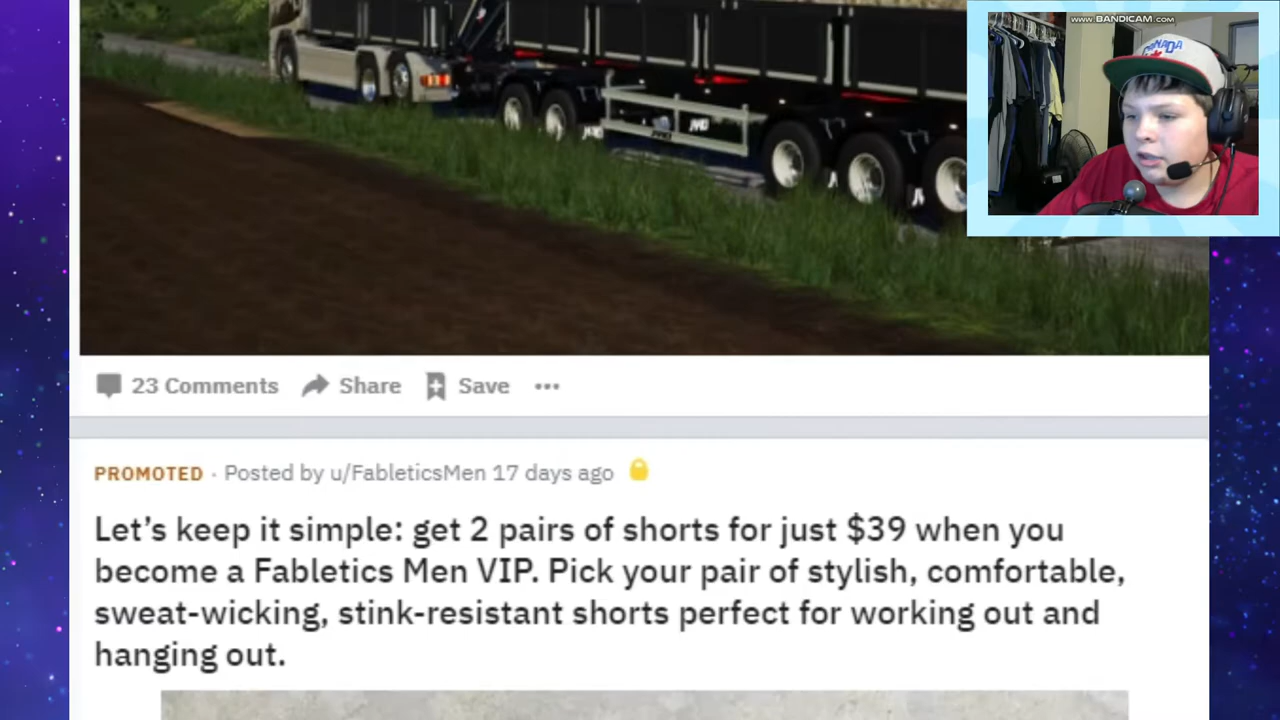 www.BANDICAM.com
CANADA
23 Comments Share Save
PROMOTED · Posted by u/FableticsMen 17 days ago
Let's keep it simple: get 2 pairs of shorts for just $39 when you
become a Fabletics Men VIP. Pick your pair of stylish, comfortable,
sweat-wicking, stink-resistant shorts perfect for working out and
hanging out.